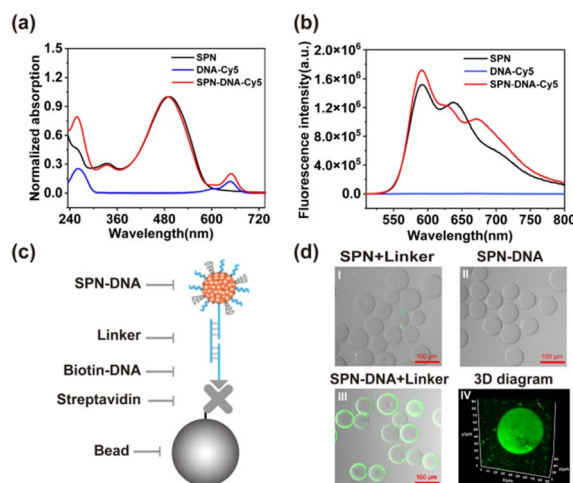 (a)
Normalized absorption
1.5
1.2
0.9
0.6
0.3
0.0
240 360 480 600 720
Wavelength(nm)
SPN
DNA-Cy5
SPN-DNA-Cy5
(b)
Fluorescence intensity(a.u.)
2.0×10⁶
1.6×10⁶
1.2×10⁶
8.0×10⁵
4.0×10⁵
0.0
550 600 650 700 750 800
Wavelength(nm)
SPN
DNA-Cy5
SPN-DNA-Cy5
(c)
SPN-DNA
Linker
Biotin-DNA
Streptavidin
Bead
(d)
SPN+Linker
I
100 μm
SPN-DNA
II
100 μm
SPN-DNA+Linker
III
100 μm
3D diagram
IV